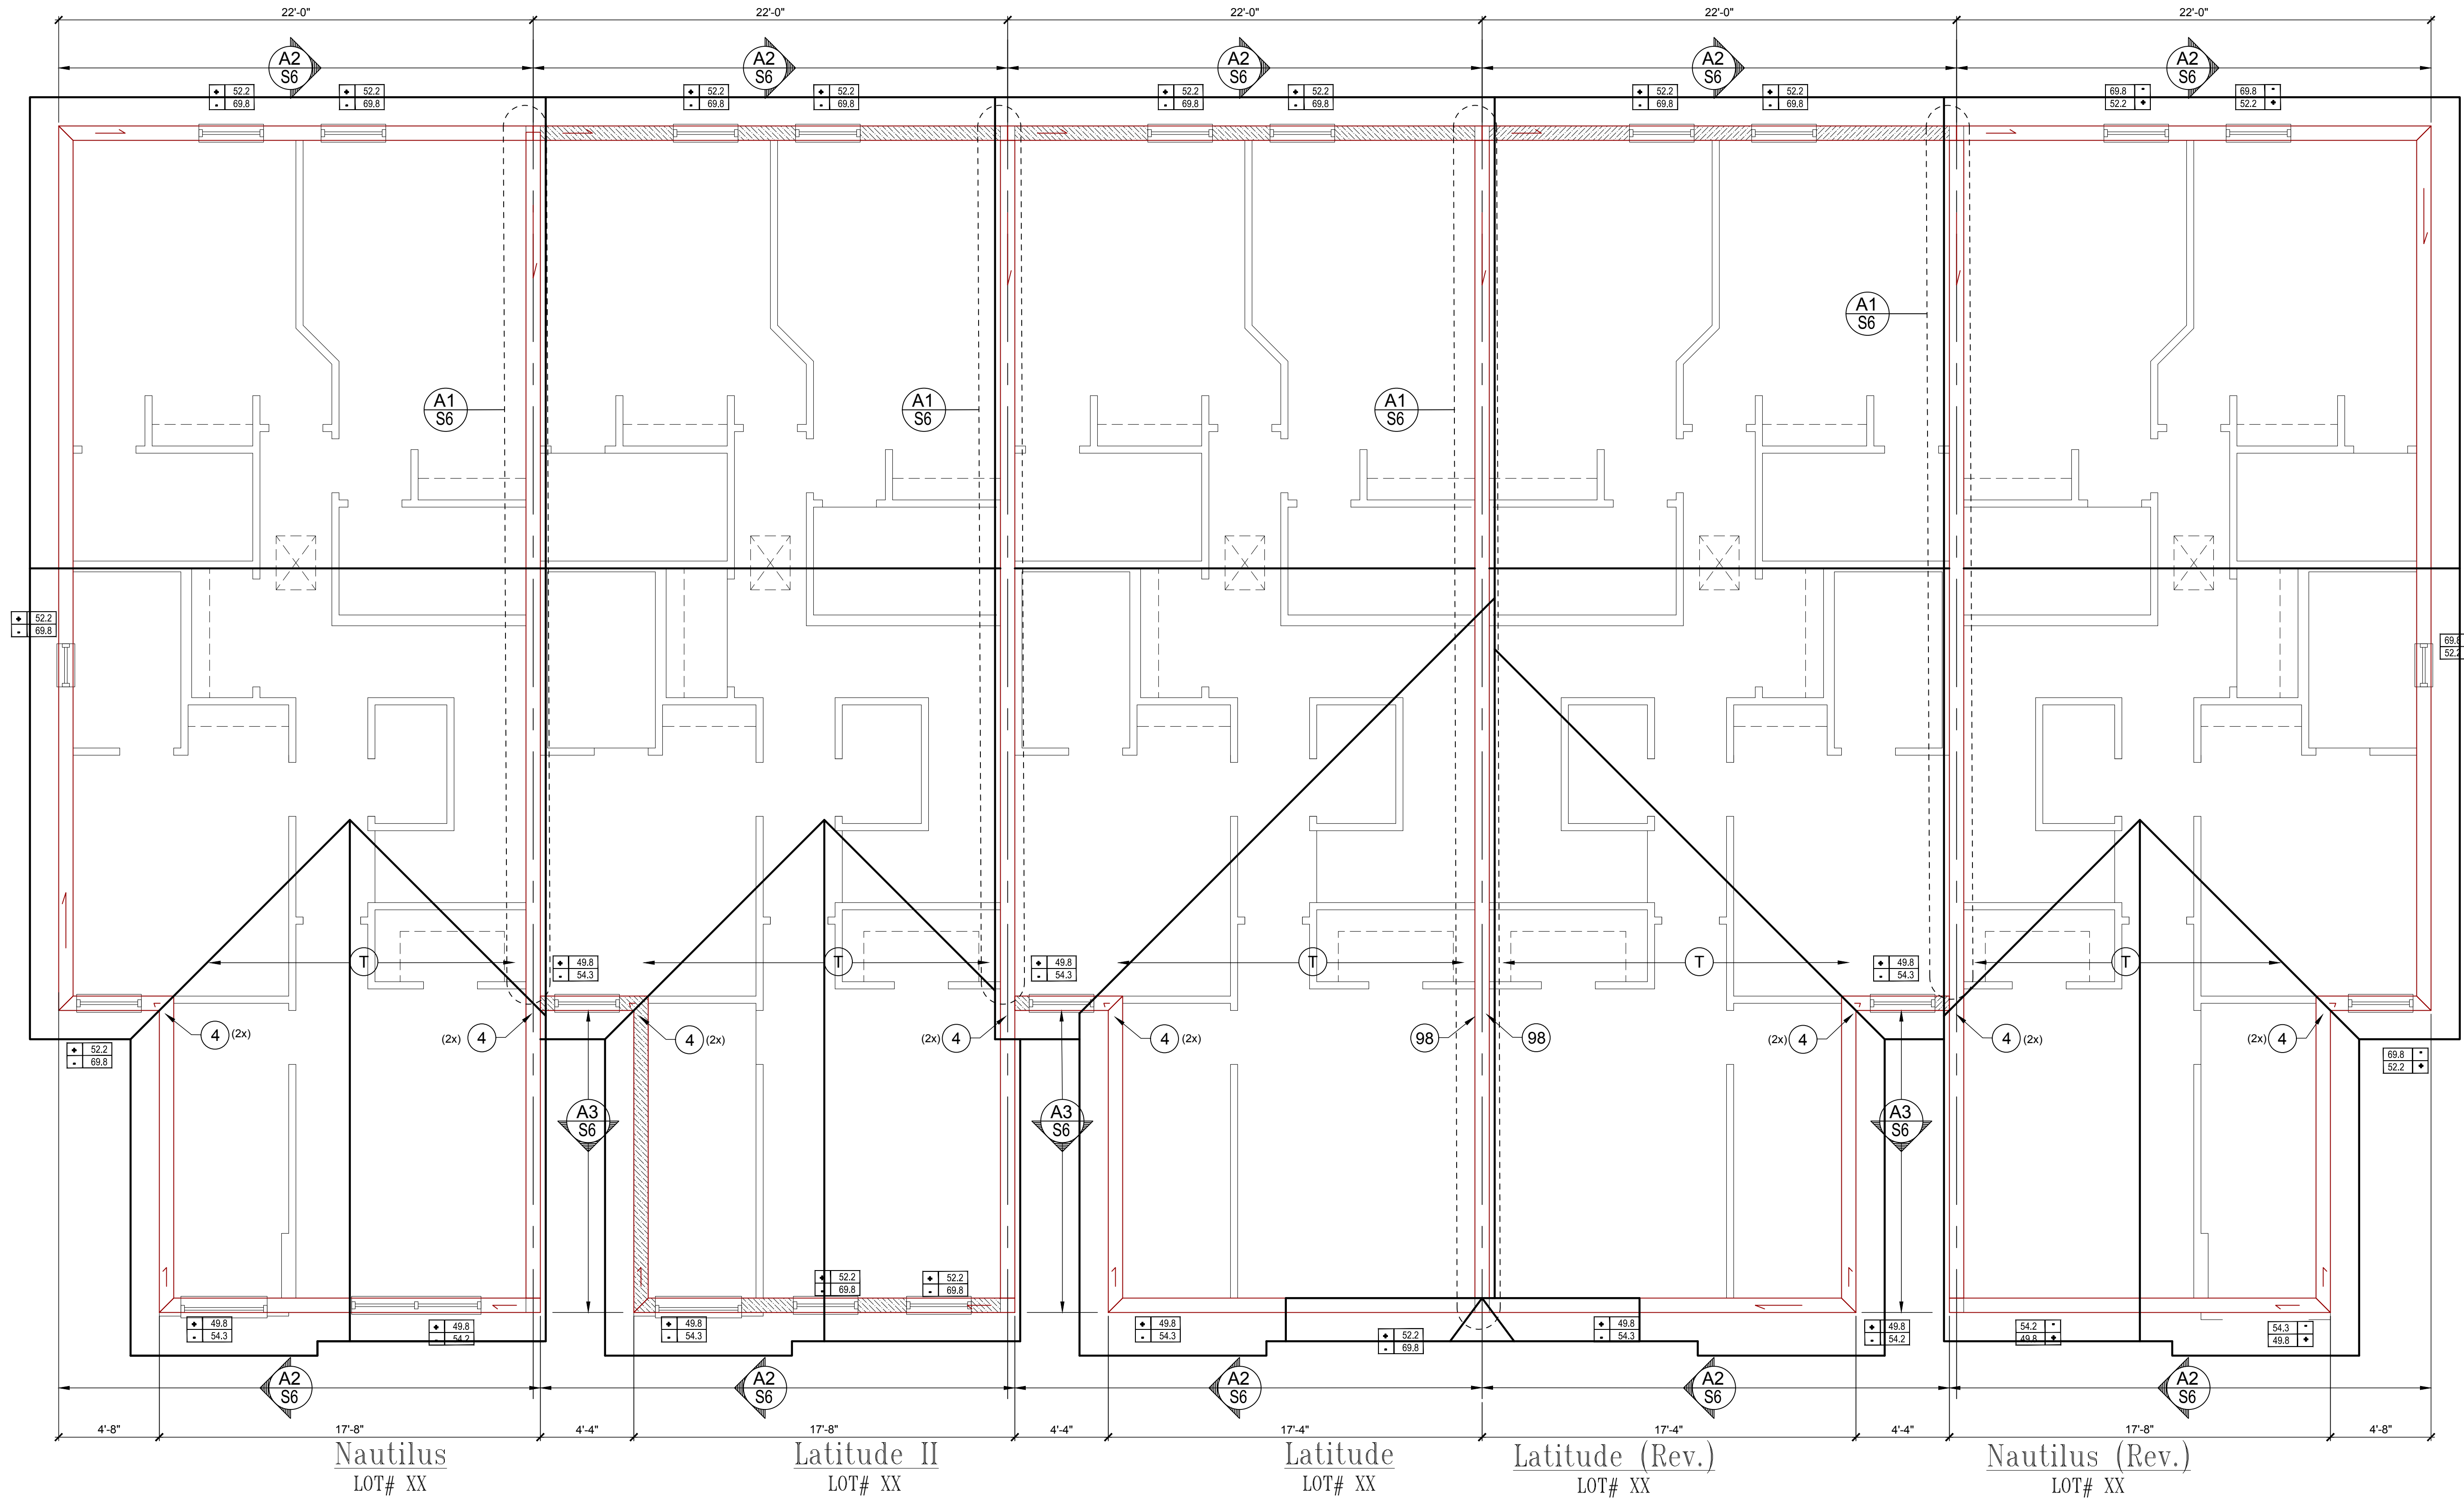 22'-0" 22'-0" 22'-0" 22'-0" 22'-0"
A2 A2 A2 A2 A2
S6 S6 S6 S6 S6
52.2 52.2 52.2 52.2 52.2 52.2 52.2 52.2 69.8 69.8
69.8 69.8 69.8 69.8 69.8 69.8 69.8 69.8 52.2 52.2
A1
S6
A1 A1 A1
S6 S6 S6
52.2
69.8
69.8
52.2
T T T T T
49.8 49.8 49.8
54.3 54.3 54.3
4 (2x) (2x) 4 4 (2x) (2x) 4 4 (2x) 98 98 (2x) 4 4 (2x) (2x) 4
52.2 69.8
69.8 52.2
A3 A3 A3
S6 S6 S6
52.2 52.2
69.8 69.8
49.8 49.8 49.8 49.8 52.2 49.8 49.8 54.2 54.3
54.3 54.2 54.3 54.3 69.8 54.3 54.2 49.8 49.8
A2 A2 A2 A2 A2
S6 S6 S6 S6 S6
4'-8" 17'-8" 4'-4" 17'-8" 4'-4" 17'-4" 17'-4" 4'-4" 17'-8" 4'-8"
Nautilus Latitude II Latitude Latitude (Rev.) Nautilus (Rev.)
LOT# XX LOT# XX LOT# XX LOT# XX LOT# XX